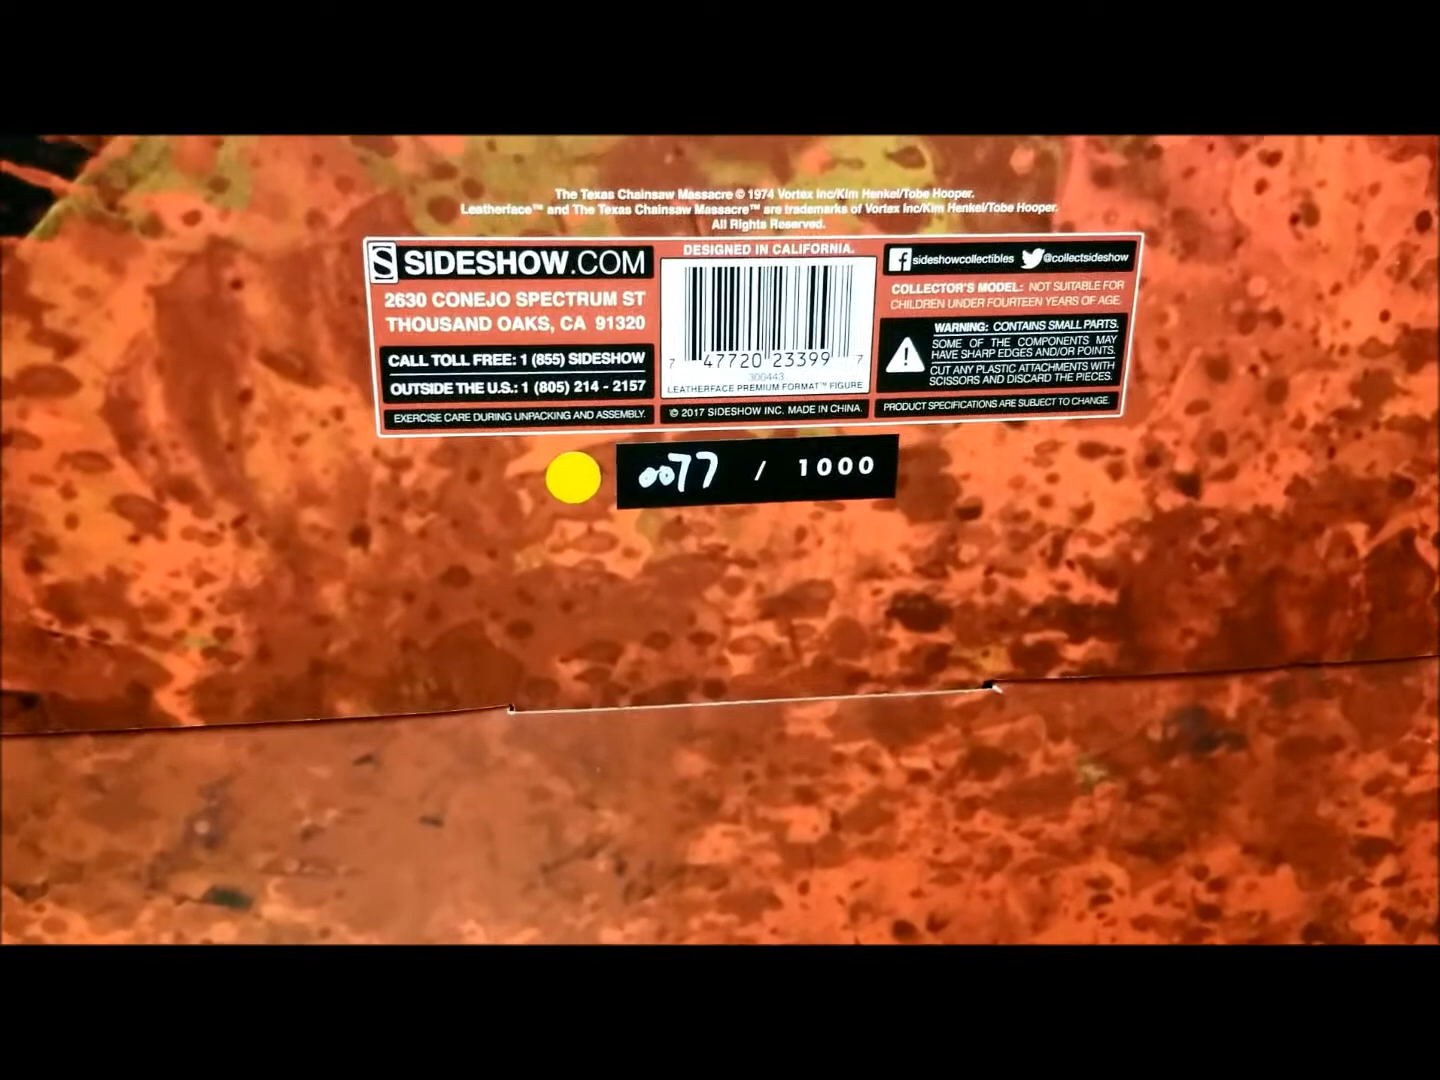 The Texas Chainsaw Massacre © 1974 Vortex Inc/Kim Henkel/Tobe Hooper.
Leatherface™ and The Texas Chainsaw Massacre™ are trademarks of Vortex Inc/Kim Henkel/Tobe Hooper.
All Rights Reserved.
SIDESHOW.COM
2630 CONEJO SPECTRUM ST
THOUSAND OAKS, CA 91320
CALL TOLL FREE: 1 (855) SIDESHOW
OUTSIDE THE U.S.: 1 (805) 214 - 2157
EXERCISE CARE DURING UNPACKING AND ASSEMBLY.
DESIGNED IN CALIFORNIA.
7 47720 23399 7
300443
LEATHERFACE PREMIUM FORMAT™ FIGURE
© 2017 SIDESHOW INC. MADE IN CHINA.
sideshowcollectibles @collectsideshow
COLLECTOR'S MODEL: NOT SUITABLE FOR
CHILDREN UNDER FOURTEEN YEARS OF AGE.
WARNING: CONTAINS SMALL PARTS.
SOME OF THE COMPONENTS MAY
HAVE SHARP EDGES AND/OR POINTS.
CUT ANY PLASTIC ATTACHMENTS WITH
SCISSORS AND DISCARD THE PIECES.
PRODUCT SPECIFICATIONS ARE SUBJECT TO CHANGE.
0077 / 1000